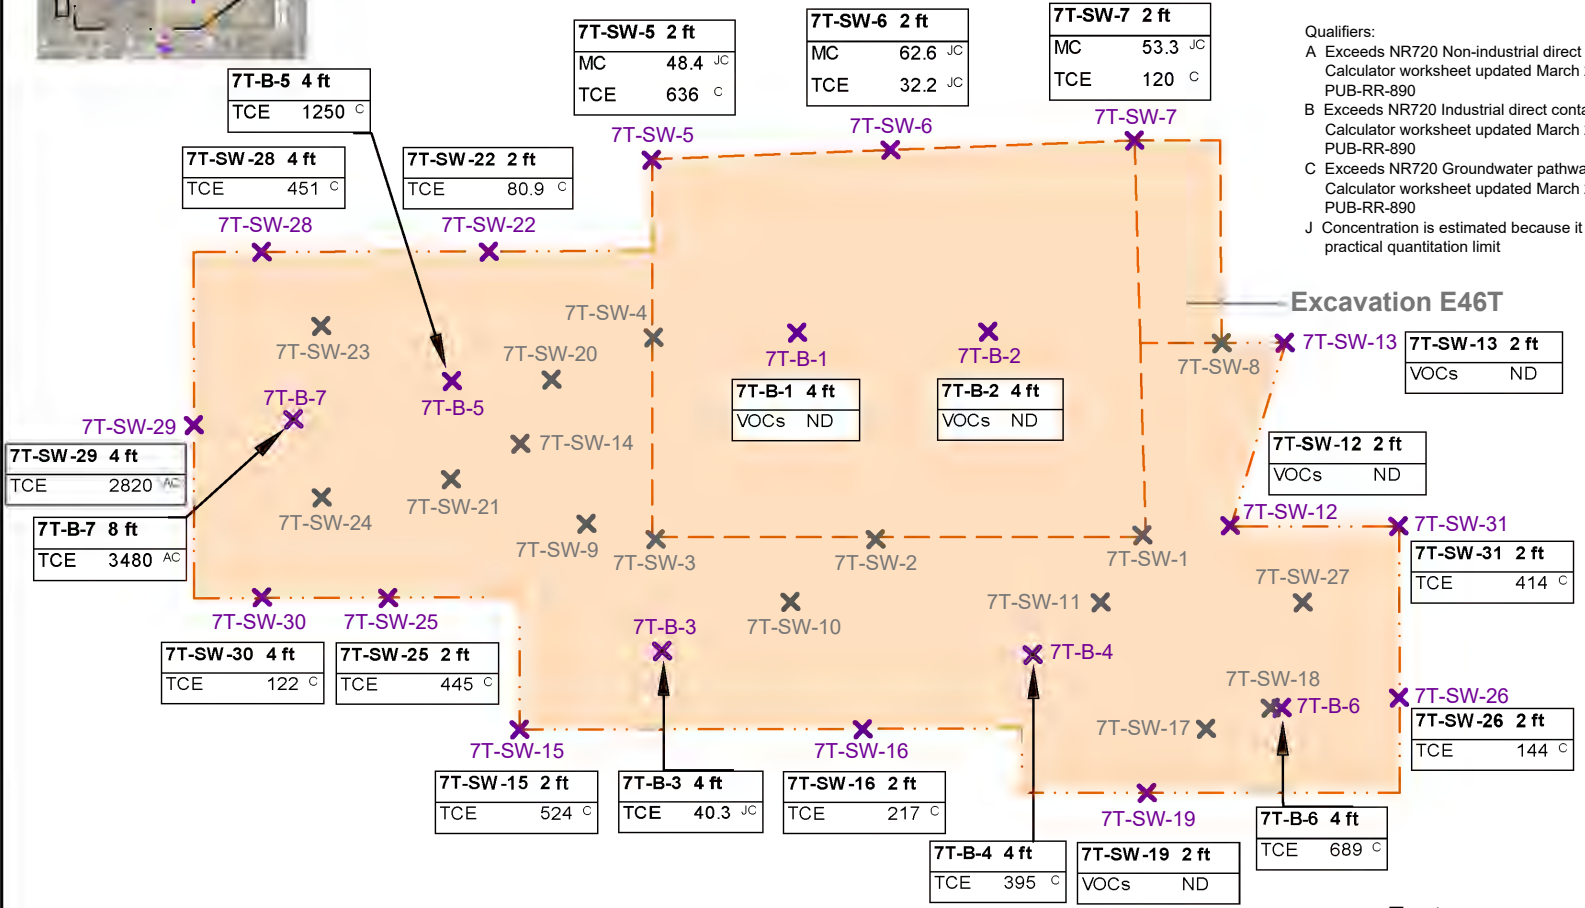 7T-SW-5 2 ft
MC 48.4 JC
TCE 636 C
7T-SW-6 2 ft
MC 62.6 JC
TCE 32.2 JC
7T-SW-7 2 ft
MC 53.3 JC
TCE 120 C
Qualifiers:
A Exceeds NR720 Non-industrial direct
Calculator worksheet updated March
PUB-RR-890
B Exceeds NR720 Industrial direct conta
Calculator worksheet updated March
PUB-RR-890
C Exceeds NR720 Groundwater pathwa
Calculator worksheet updated March
PUB-RR-890
J Concentration is estimated because it
practical quantitation limit
7T-B-5 4 ft
TCE 1250 C
7T-SW-5
7T-SW-6
7T-SW-7
7T-SW-28 4 ft
TCE 451 C
7T-SW-22 2 ft
TCE 80.9 C
7T-SW-28
7T-SW-22
Excavation E46T
7T-SW-4
7T-SW-23
7T-SW-20
7T-B-1
7T-B-2
7T-SW-8
7T-SW-13
7T-SW-13 2 ft
VOCs ND
7T-B-1 4 ft
VOCs ND
7T-B-2 4 ft
VOCs ND
7T-B-7
7T-B-5
7T-SW-29
7T-SW-14
7T-SW-29 4 ft
TCE 2820 AC
7T-SW-12 2 ft
VOCs ND
7T-SW-21
7T-SW-24
7T-SW-12
7T-SW-31
7T-B-7 8 ft
TCE 3480 AC
7T-SW-9
7T-SW-3
7T-SW-2
7T-SW-1
7T-SW-31 2 ft
TCE 414 C
7T-SW-27
7T-SW-11
7T-SW-30
7T-SW-25
7T-B-3
7T-SW-10
7T-B-4
7T-SW-30 4 ft
TCE 122 C
7T-SW-25 2 ft
TCE 445 C
7T-SW-18
7T-B-6
7T-SW-26
7T-SW-17
7T-SW-26 2 ft
TCE 144 C
7T-SW-15
7T-SW-16
7T-SW-15 2 ft
TCE 524 C
7T-B-3 4 ft
TCE 40.3 JC
7T-SW-16 2 ft
TCE 217 C
7T-SW-19
7T-B-6 4 ft
TCE 689 C
7T-B-4 4 ft
TCE 395 C
7T-SW-19 2 ft
VOCs ND